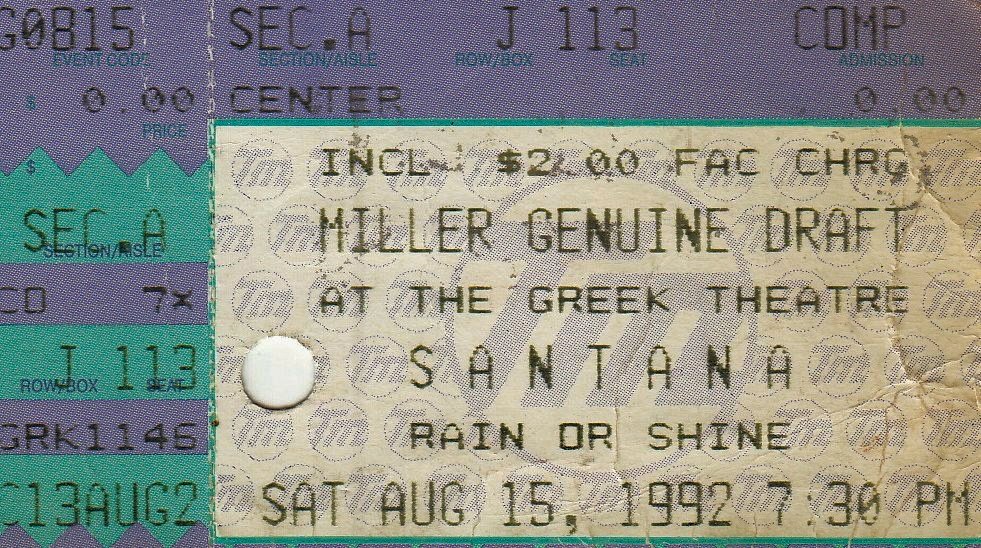 G0815 SEC.A J 113 COMP
EVENT CODE SECTION/AISLE ROW/BOX SEAT ADMISSION
$ 0.00 CENTER 0.00
PRICE
$
INCL $2.00 FAC CHRG
SEC.A MILLER GENUINE DRAFT
SECTION/AISLE
CD 7X AT THE GREEK THEATRE
J 113 SANTANA
ROW/BOX SEAT
GRK1146 RAIN OR SHINE
C13AUG2 SAT AUG 15, 1992 7:30 PM